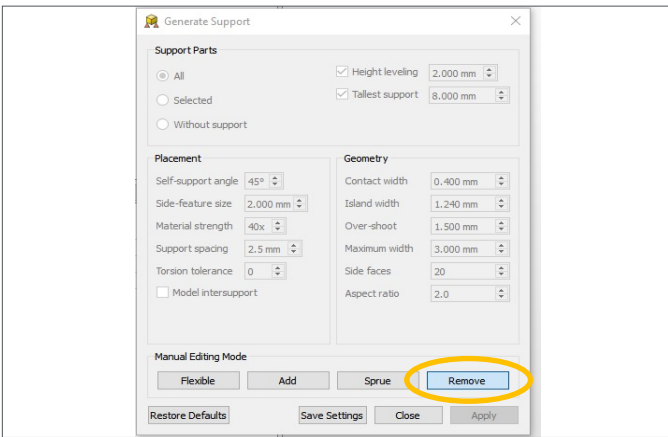 Generate Support
Support Parts
All
Height leveling 2.000 mm
Selected
Tallest support 8.000 mm
Without support
Placement
Self-support angle 45°
Side-feature size 2.000 mm
Material strength 40x
Support spacing 2.5 mm
Torsion tolerance 0
Model intersupport
Geometry
Contact width 0.400 mm
Island width 1.240 mm
Over-shoot 1.500 mm
Maximum width 3.000 mm
Side faces 20
Aspect ratio 2.0
Manual Editing Mode
Flexible Add Sprue Remove
Restore Defaults Save Settings Close Apply